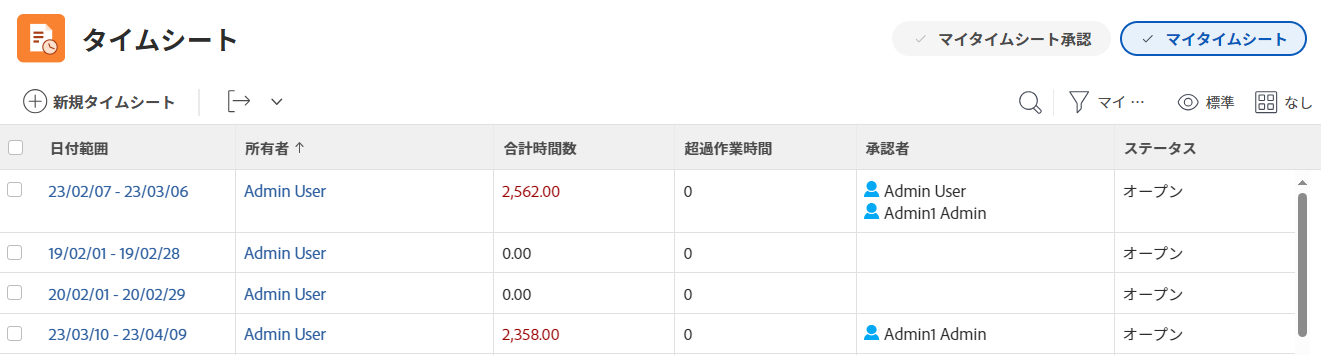 タイムシート
マイタイムシート承認
マイタイムシート
新規タイムシート
マイ …
標準
なし
日付範囲 所有者 ↑ 合計時間数 超過作業時間 承認者 ステータス
23/02/07 - 23/03/06 Admin User 2,562.00 0 Admin User オープン
Admin1 Admin
19/02/01 - 19/02/28 Admin User 0.00 0 オープン
20/02/01 - 20/02/29 Admin User 0.00 0 オープン
23/03/10 - 23/04/09 Admin User 2,358.00 0 Admin1 Admin オープン